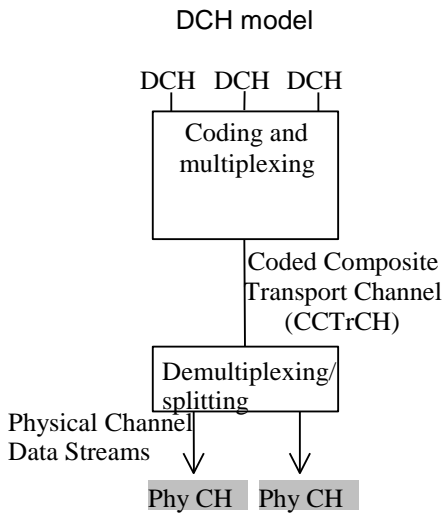 DCH model
DCH DCH DCH
Coding and
multiplexing
Coded Composite
Transport Channel
(CCTrCH)
Demultiplexing/
splitting
Physical Channel
Data Streams
Phy CH Phy CH